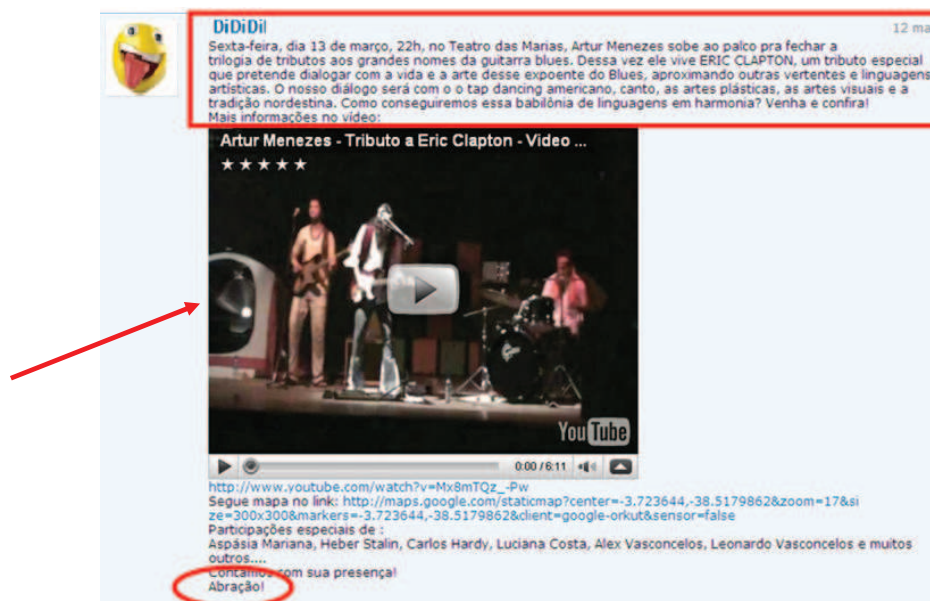 DiDiDiI
12 ma
Sexta-feira, dia 13 de março, 22h, no Teatro das Marias, Artur Menezes sobe ao palco pra fechar a
trilogia de tributos aos grandes nomes da guitarra blues. Dessa vez ele vive ERIC CLAPTON, um tributo especial
que pretende dialogar com a vida e a arte desse expoente do Blues, aproximando outras vertentes e linguagens
artísticas. O nosso diálogo será com o o tap dancing americano, canto, as artes plásticas, as artes visuais e a
tradição nordestina. Como conseguiremos essa babilônia de linguagens em harmonia? Venha e confira!
Mais informações no vídeo:
Artur Menezes - Tributo a Eric Clapton - Video ...
YouTube
0:00 / 6:11
http://www.youtube.com/watch?v=Mx8mTQz_-Pw
Segue mapa no link: http://maps.google.com/staticmap?center=-3.723644,-38.5179862&zoom=17&si
ze=300x300&markers=-3.723644,-38.5179862&client=google-orkut&sensor=false
Participações especiais de :
Aspásia Mariana, Heber Stalin, Carlos Hardy, Luciana Costa, Alex Vasconcelos, Leonardo Vasconcelos e muitos
outros....
Contamos com sua presença!
Abração!